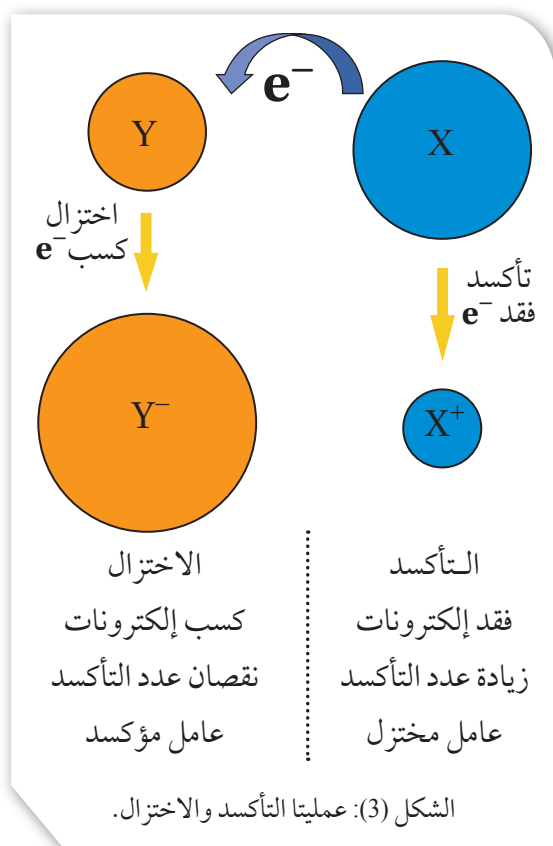 e⁻
X
Y
تأكسد
فقد e⁻
اختزال
كسب e⁻
X⁺
Y⁻
التأكسد
فقد إلكترونات
زيادة عدد التأكسد
عامل مختزل
الاختزال
كسب إلكترونات
نقصان عدد التأكسد
عامل مؤكسد
الشكل (3): عمليتا التأكسد والاختزال.